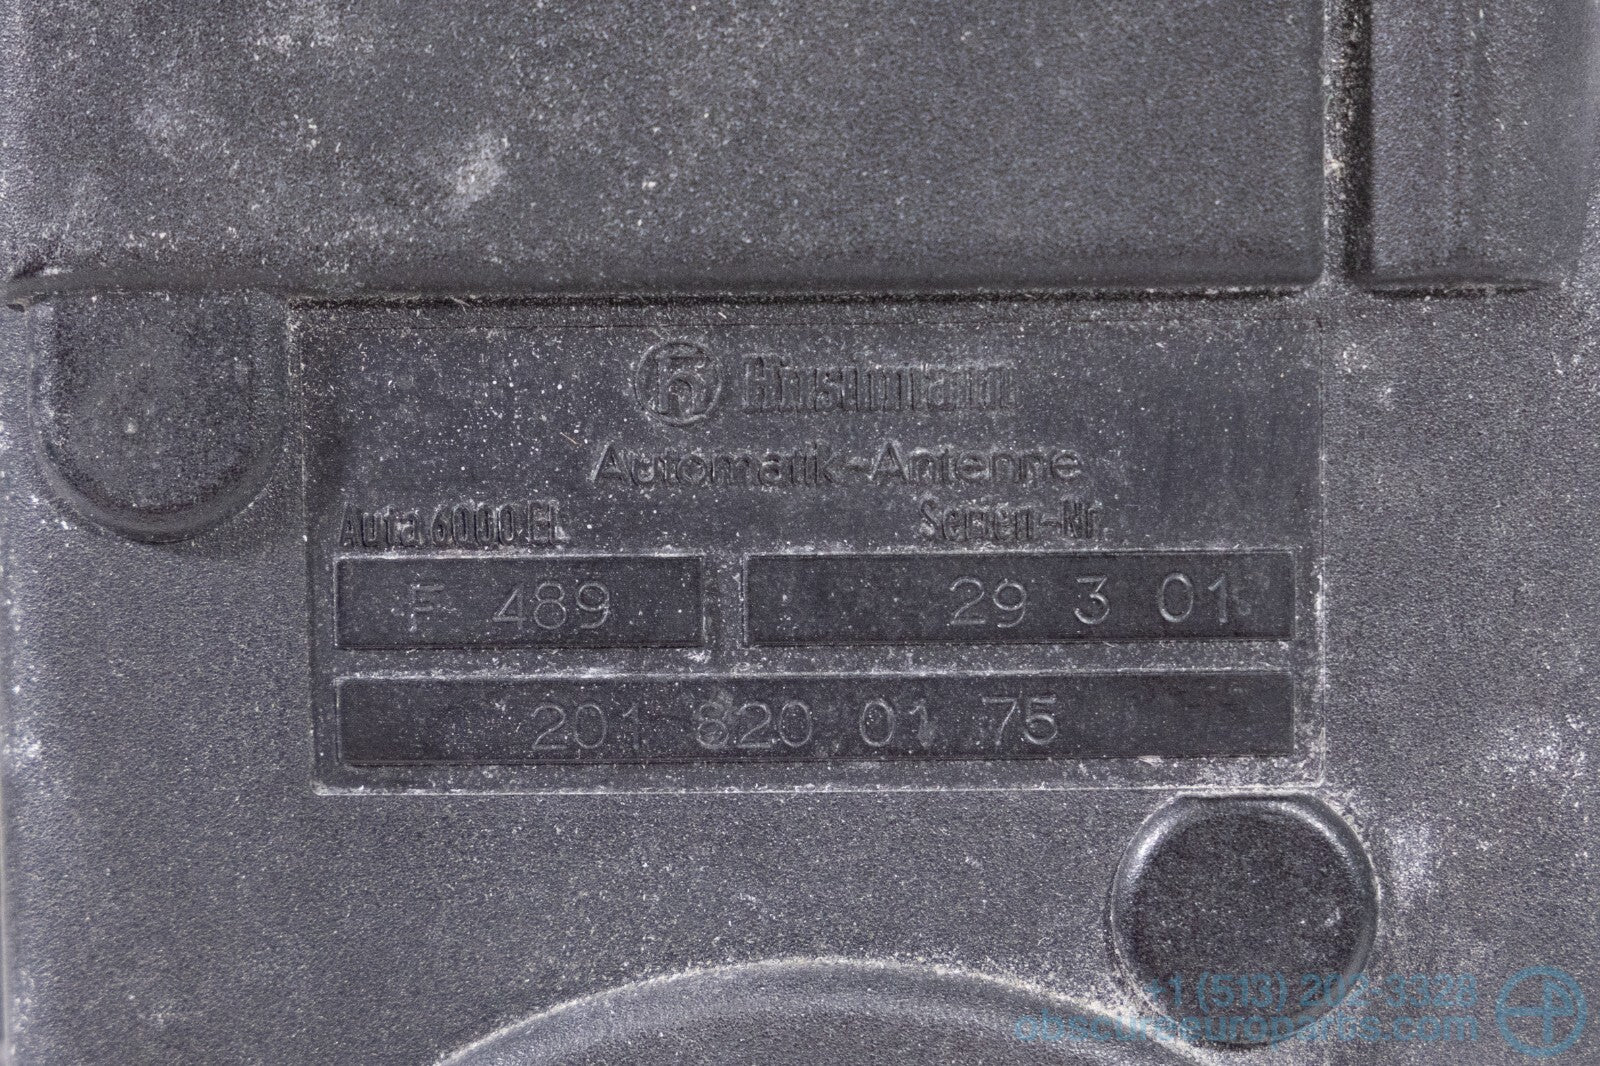 Hirschmann
Automatik-Antenne
Auta 6000 EL Serien-Nr.
F 489 29 3 01
201 820 01 75
+1 (513) 202-3328
obscureeuroparts.com